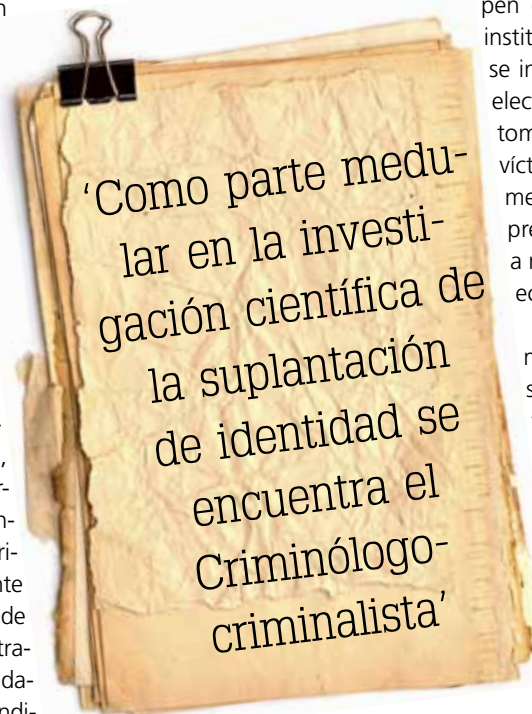 'Como parte medu-
lar en la investi-
gación científica de
la suplantación
de identidad se
encuentra el
Criminólogo-
criminalista'